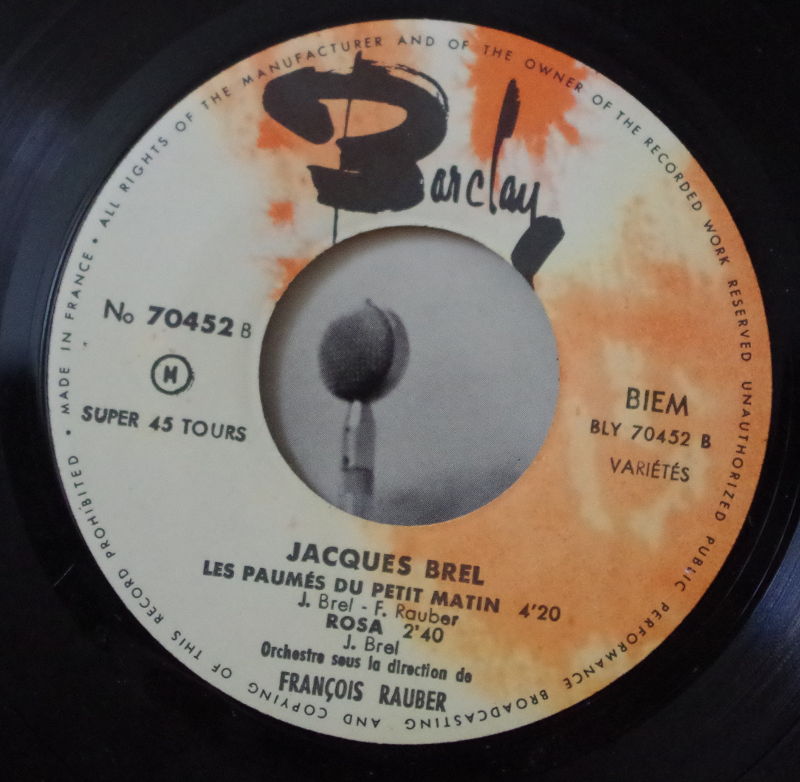 MADE IN FRANCE • ALL RIGHTS OF THE MANUFACTURER AND OF THE OWNER OF THE RECORDED WORK RESERVED UNAUTHORIZED PUBLIC PERFORMANCE BROADCASTING AND COPYING OF THIS RECORD PROHIBITED •
Barclay
No 70452 B
M
SUPER 45 TOURS
BIEM
BLY 70452 B
VARIÉTÉS
JACQUES BREL
LES PAUMÉS DU PETIT MATIN 4'20
J. Brel - F. Rauber
ROSA 2'40
J. Brel
Orchestre sous la direction de
FRANÇOIS RAUBER